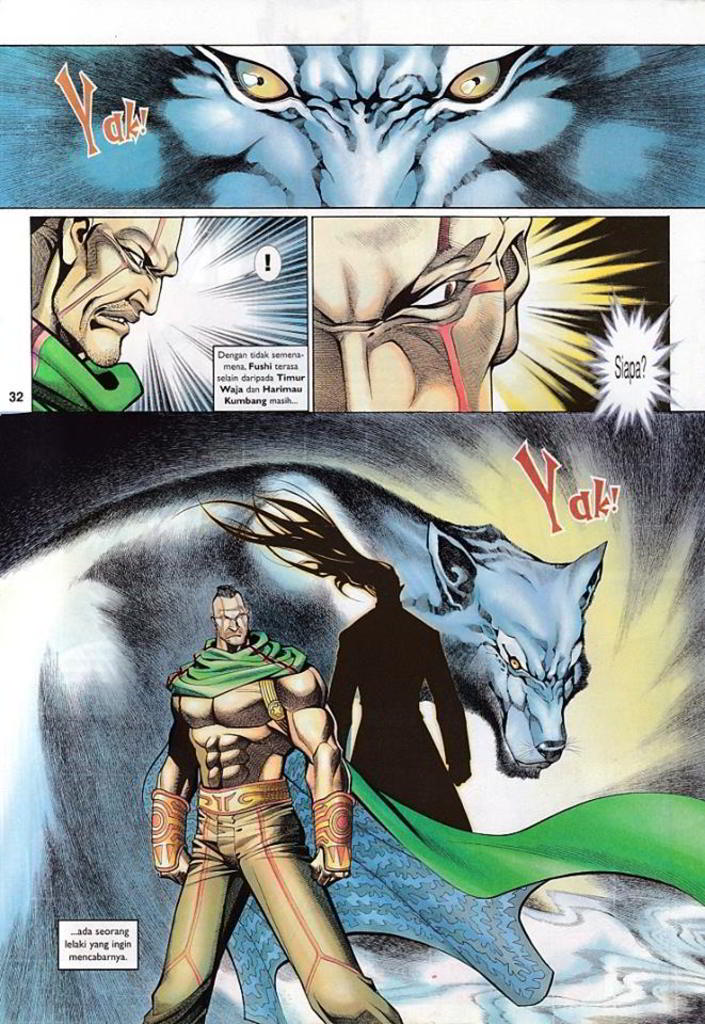 Yak!
!
Dengan tidak semena-
mena, Fushi terasa
selain daripada Timur
Waja dan Harimau
Kumbang masih...
Siapa?
32
Yak!
...ada seorang
lelaki yang ingin
mencabarnya.